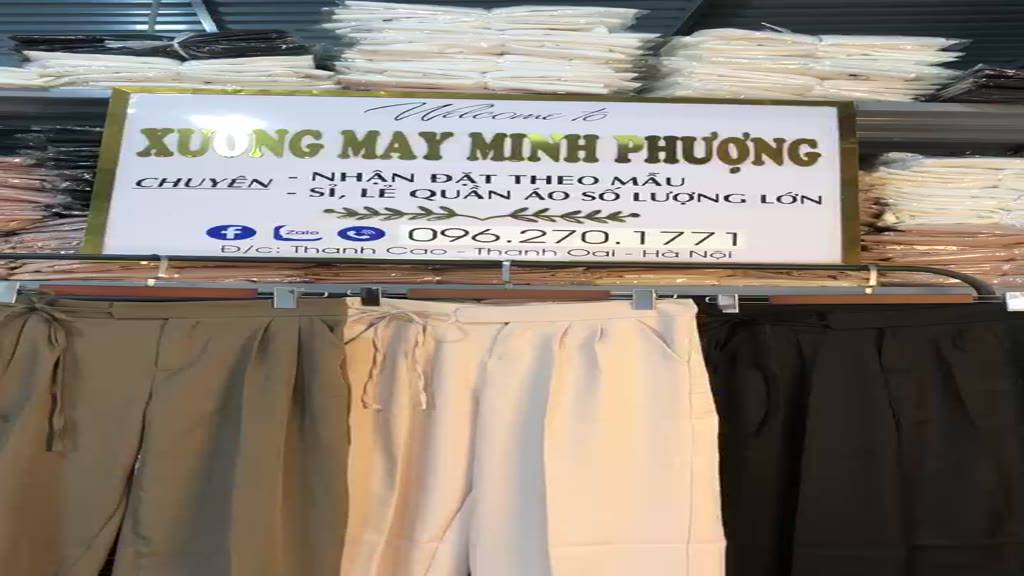 Welcome to
XƯỞNG MAY MINH PHƯỢNG
CHUYÊN - NHẬN ĐẶT THEO MẪU
- SỈ, LẺ QUẦN ÁO SỐ LƯỢNG LỚN
Zalo 096.270.1771
Đ/c: Thanh Cao - Thanh Oai - Hà Nội